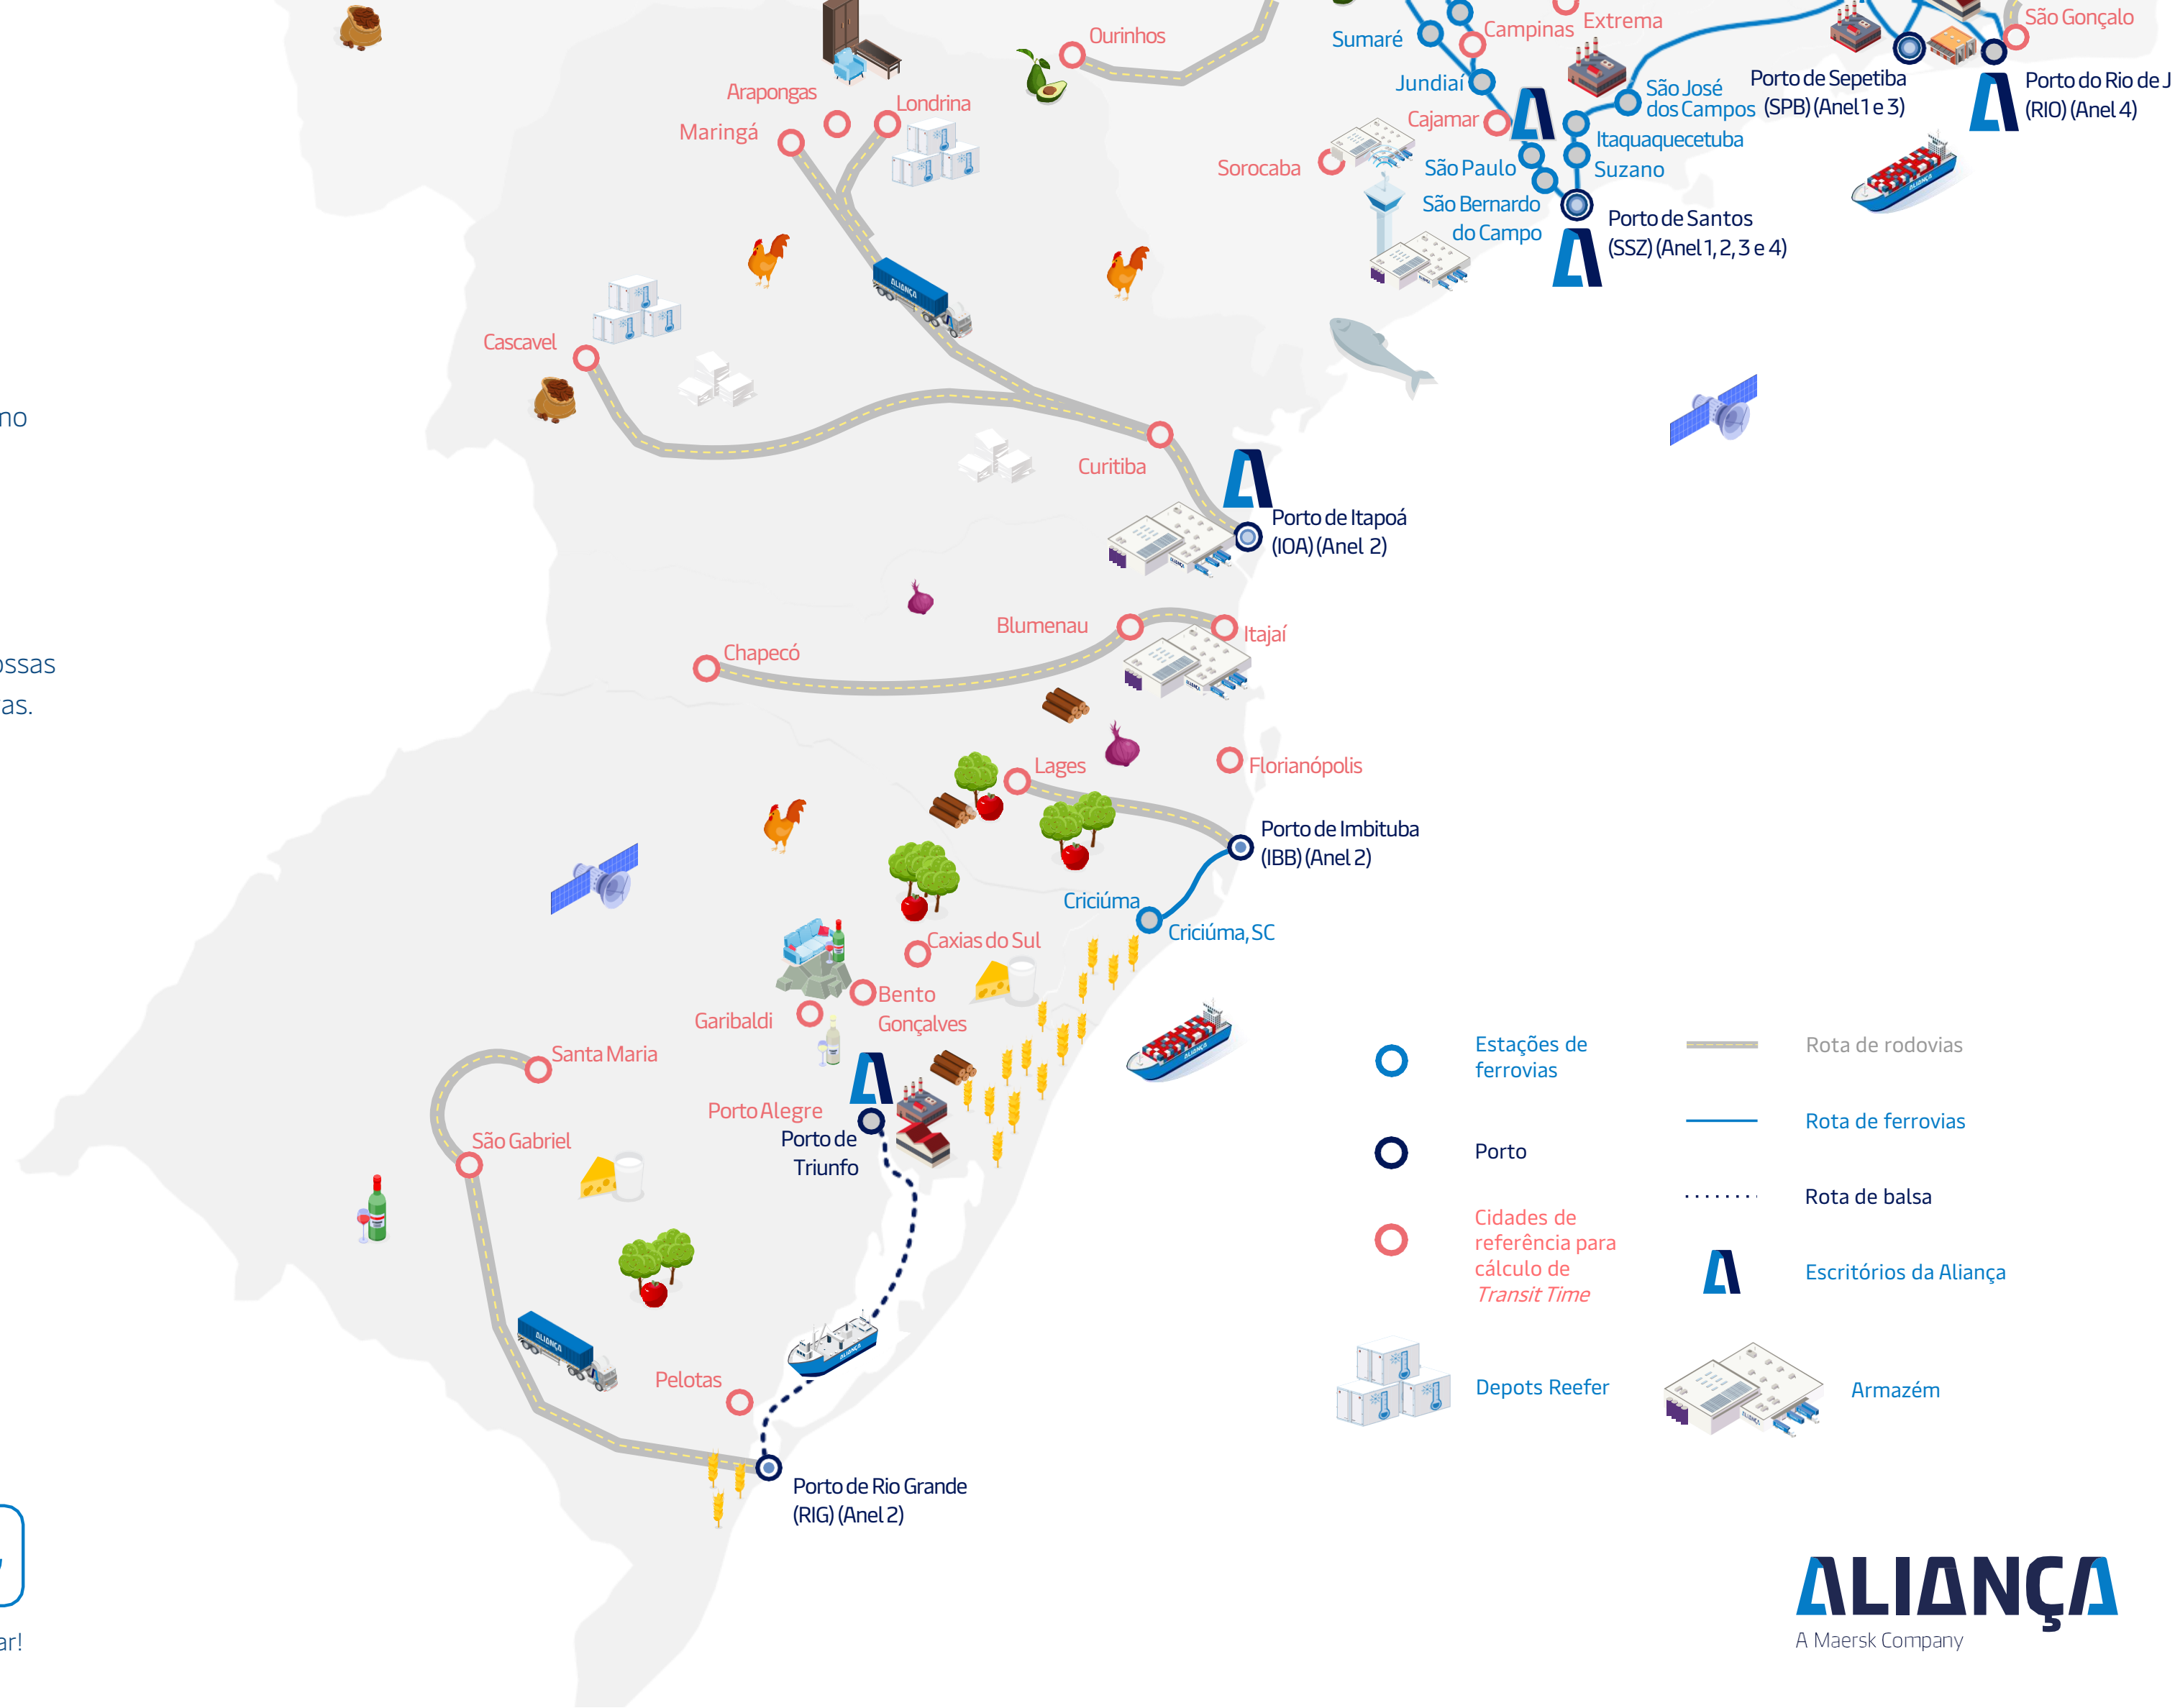 Ourinhos
Sumaré
Campinas
Extrema
São Gonçalo
Jundiaí
São José
dos Campos
Porto de Sepetiba
(SPB) (Anel 1 e 3)
Porto do Rio de J
(RIO) (Anel 4)
Arapongas
Londrina
Maringá
Cajamar
Itaquaquecetuba
Sorocaba
São Paulo
Suzano
São Bernardo
do Campo
Porto de Santos
(SSZ) (Anel 1, 2, 3 e 4)
ALIANÇA
ALIANÇA
Cascavel
no
Curitiba
Porto de Itapoá
(IOA) (Anel 2)
Blumenau
Itajaí
Chapecó
ossas
as.
Lages
Florianópolis
Porto de Imbituba
(IBB) (Anel 2)
Criciúma
Criciúma, SC
Caxias do Sul
Bento
Gonçalves
Garibaldi
ALIANÇA
Santa Maria
Porto Alegre
Porto de
Triunfo
São Gabriel
ALIANÇA
ALIANÇA
Pelotas
Porto de Rio Grande
(RIG) (Anel 2)
Estações de
ferrovias
Porto
Cidades de
referência para
cálculo de
Transit Time
Depots Reefer
Rota de rodovias
Rota de ferrovias
Rota de balsa
Escritórios da Aliança
Armazém
ar!
ALIANÇA
A Maersk Company